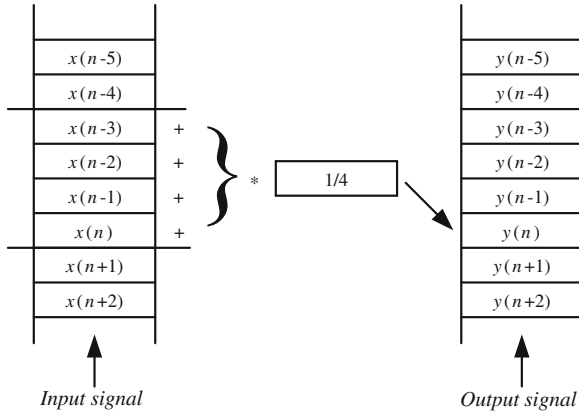 x(n-5)
x(n-4)
x(n-3) +
x(n-2) +
x(n-1) +
x(n) +
x(n+1)
x(n+2)
Input signal
} * 1/4
y(n-5)
y(n-4)
y(n-3)
y(n-2)
y(n-1)
y(n)
y(n+1)
y(n+2)
Output signal